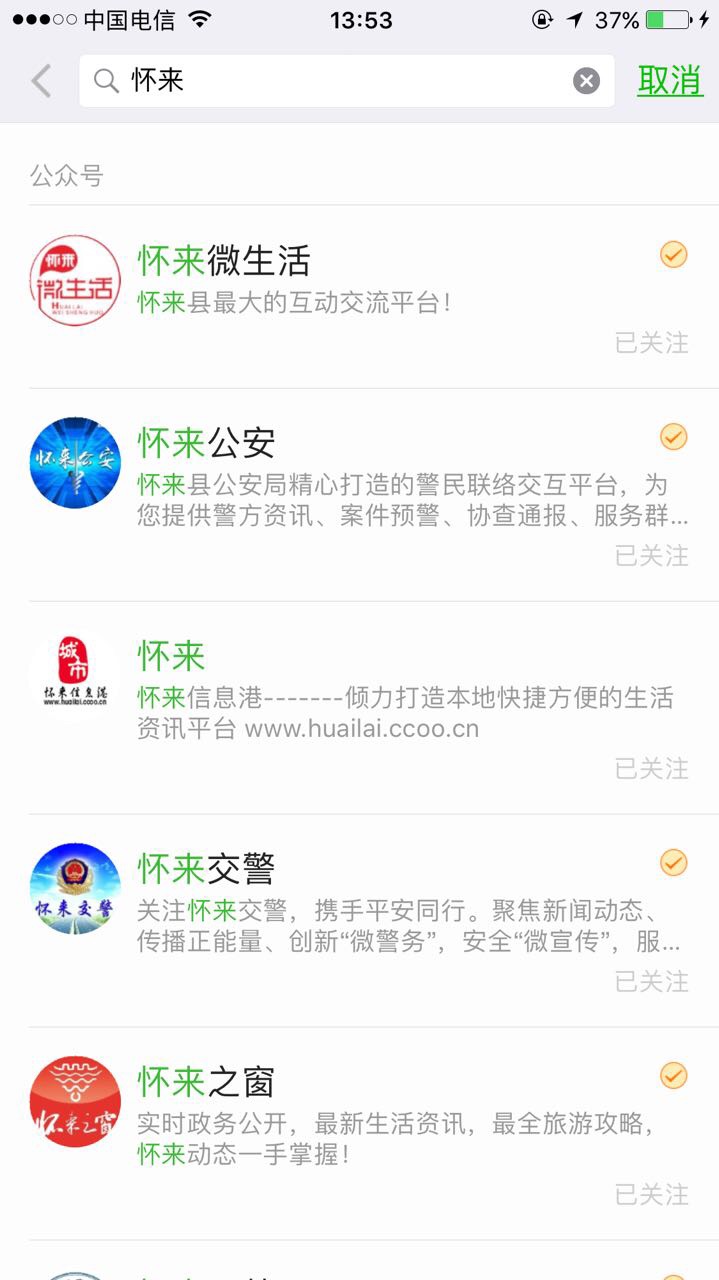 中国电信
13:53
37%
怀来
取消
公众号
怀来
微生活
HUAILAI
WEI SHENG HUO
怀来微生活
怀来县最大的互动交流平台！
已关注
怀来公安
怀来公安
怀来县公安局精心打造的警民联络交互平台，为
您提供警方资讯、案件预警、协查通报、服务群...
已关注
城市
怀来信息港
www.huailai.ccoo.cn
怀来
怀来信息港-------倾力打造本地快捷方便的生活
资讯平台 www.huailai.ccoo.cn
已关注
怀来交警
怀来交警
关注怀来交警，携手平安同行。聚焦新闻动态、
传播正能量、创新“微警务”，安全“微宣传”，服...
已关注
怀来之窗
怀来之窗
实时政务公开，最新生活资讯，最全旅游攻略，
怀来动态一手掌握！
已关注